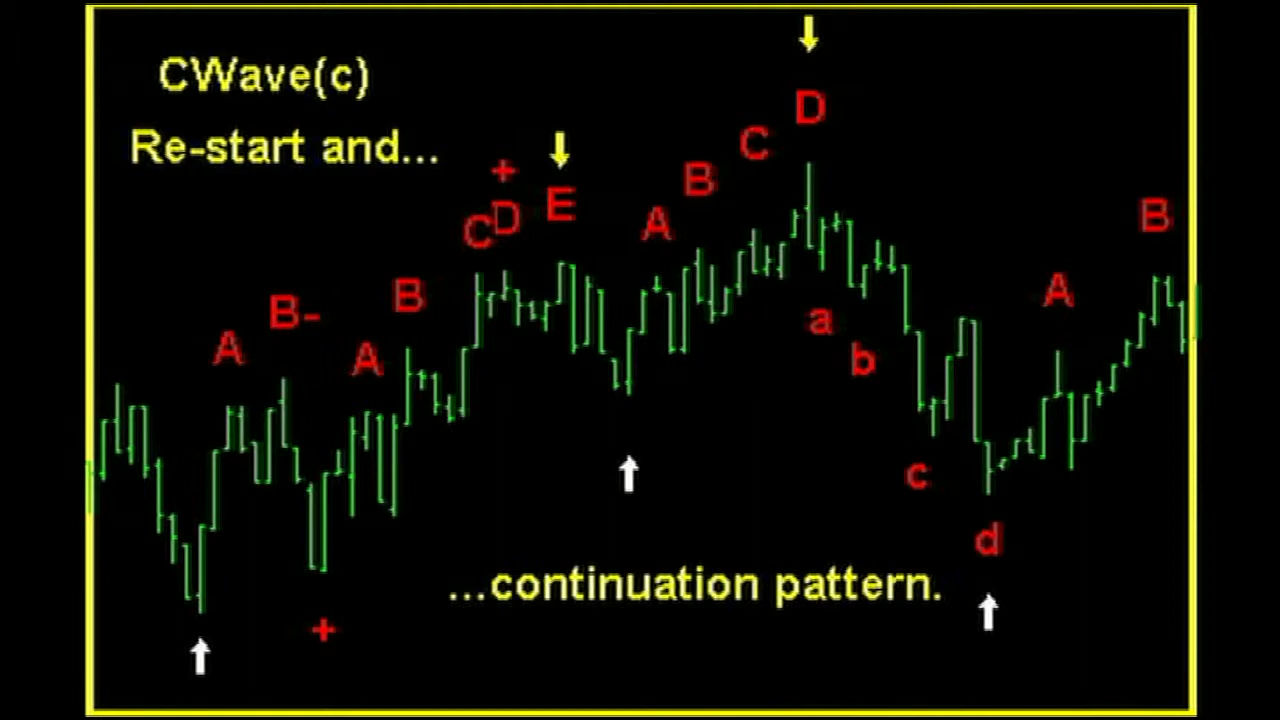 CWave(c)
Re-start and...
A
B-
+
A
B
C
D
+
E
A
B
C
D
a
b
c
d
A
B
...continuation pattern.